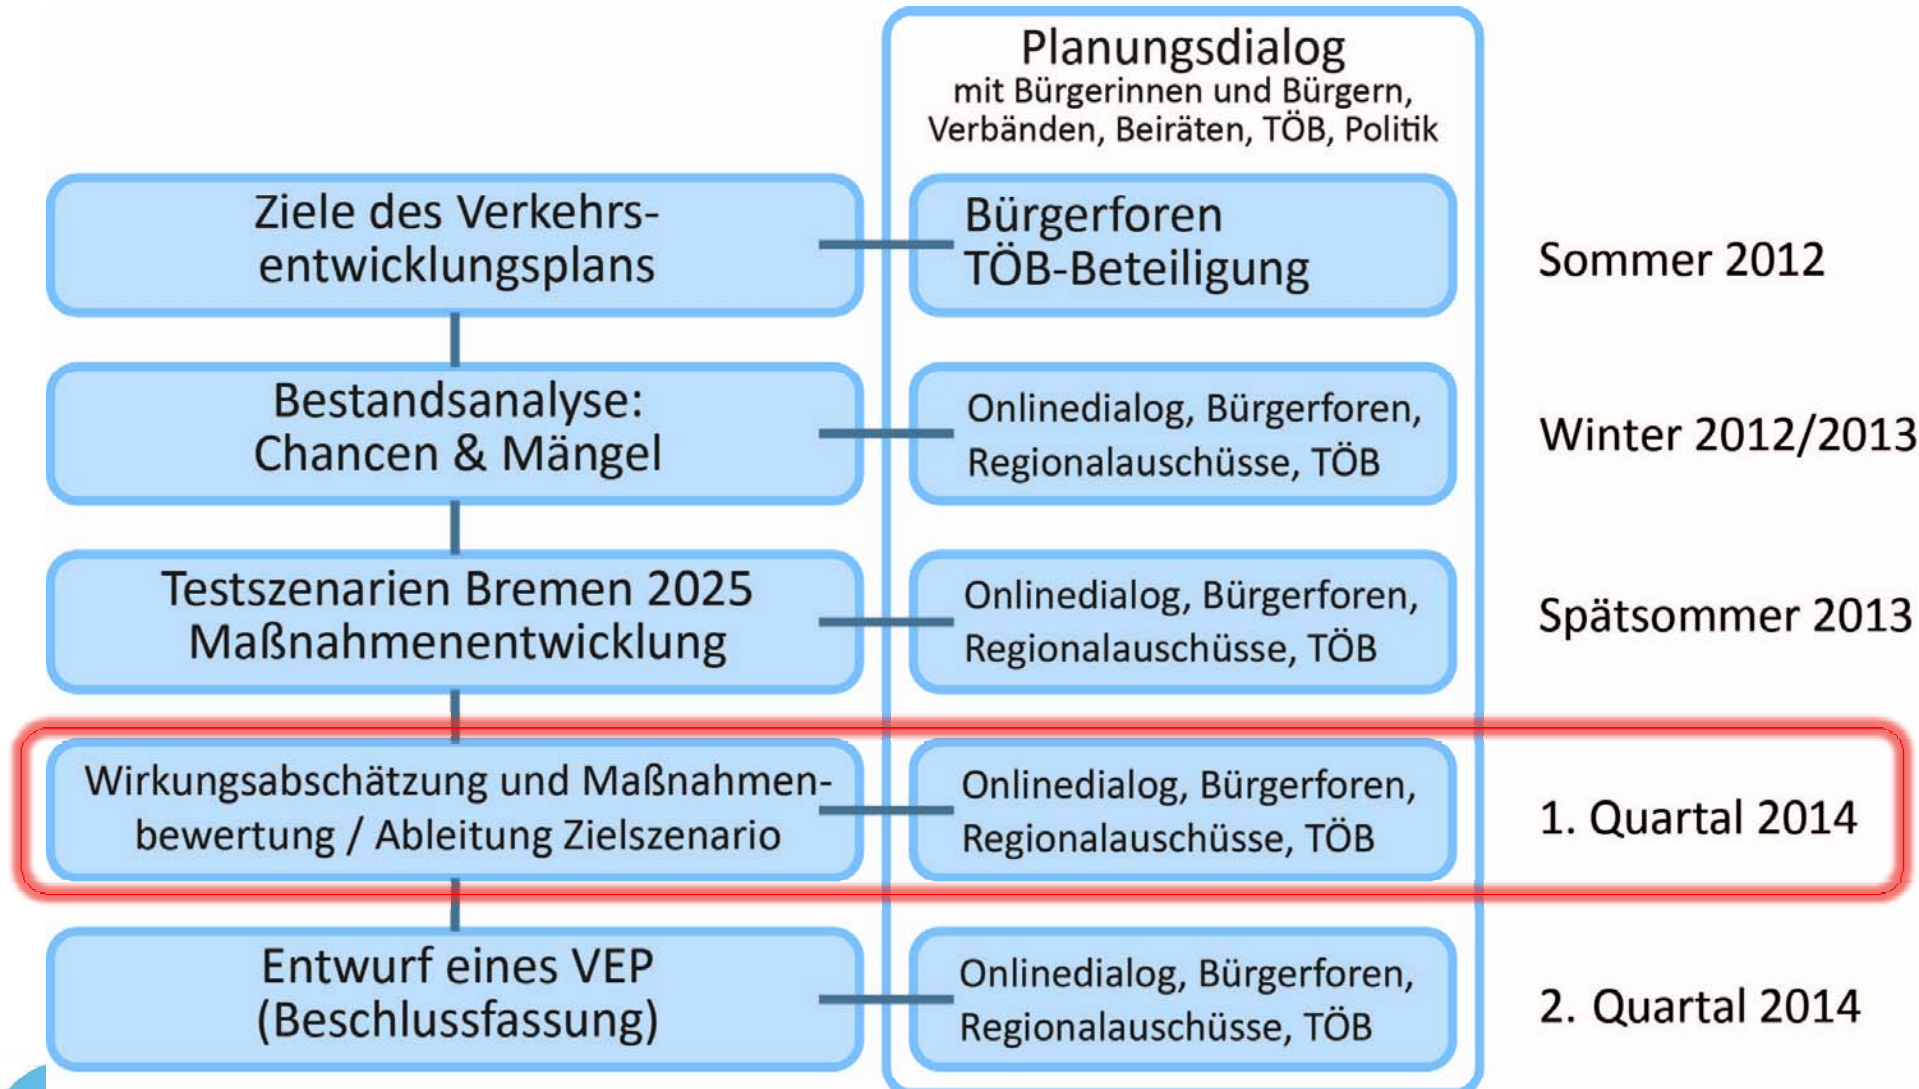 Planungsdialog
mit Bürgerinnen und Bürgern,
Verbänden, Beiräten, TÖB, Politik
Ziele des Verkehrs-
entwicklungsplans
Bürgerforen
TÖB-Beteiligung
Sommer 2012
Bestandsanalyse:
Chancen & Mängel
Onlinedialog, Bürgerforen,
Regionalauschüsse, TÖB
Winter 2012/2013
Testszenarien Bremen 2025
Maßnahmenentwicklung
Onlinedialog, Bürgerforen,
Regionalauschüsse, TÖB
Spätsommer 2013
Wirkungsabschätzung und Maßnahmen-
bewertung / Ableitung Zielszenario
Onlinedialog, Bürgerforen,
Regionalauschüsse, TÖB
1. Quartal 2014
Entwurf eines VEP
(Beschlussfassung)
Onlinedialog, Bürgerforen,
Regionalauschüsse, TÖB
2. Quartal 2014